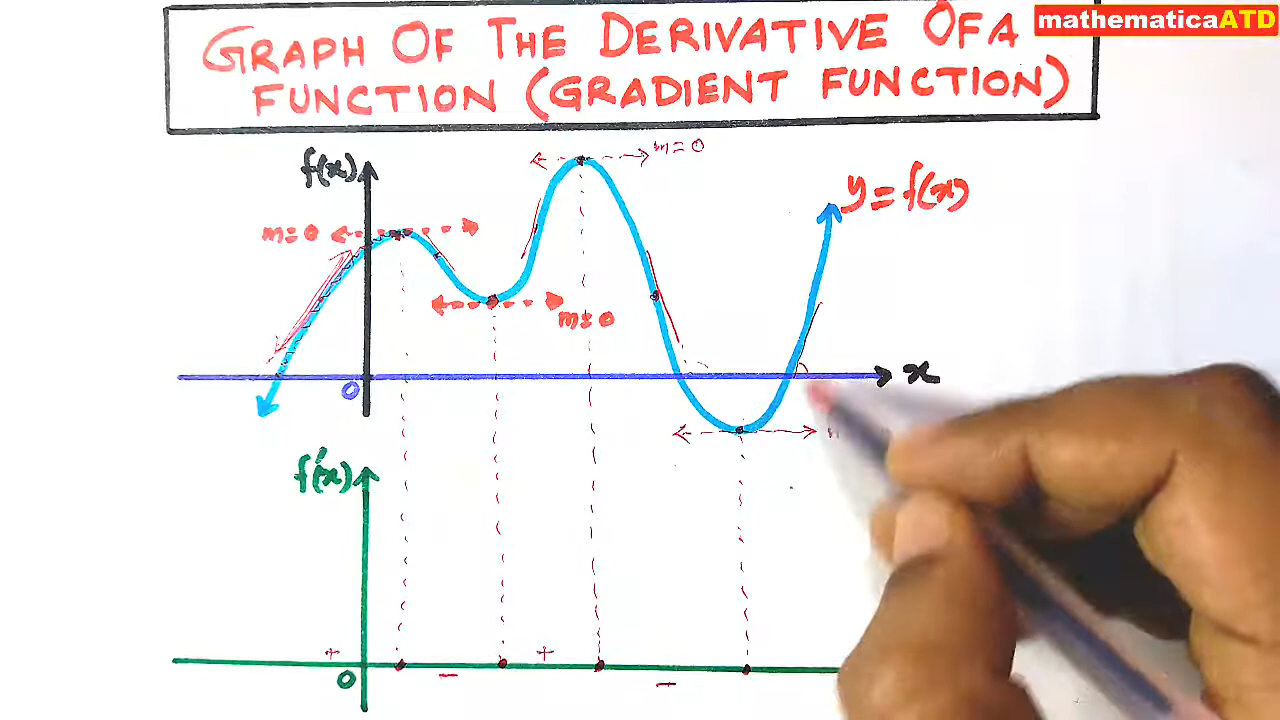 mathematicaATD
GRAPH OF THE DERIVATIVE OF A
FUNCTION (GRADIENT FUNCTION)
f(x)
m=0
y=f(x)
m=0
m=0
x
0
f'(x)
+
+
0
-
-